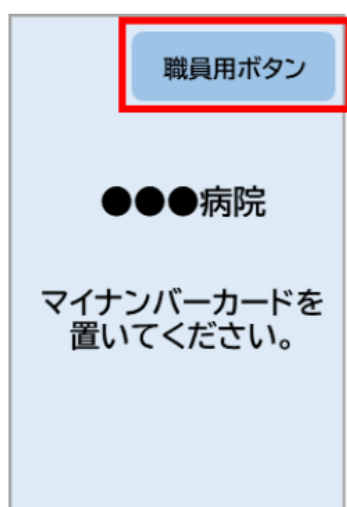 職員用ボタン
●●●病院
マイナンバーカードを
置いてください。